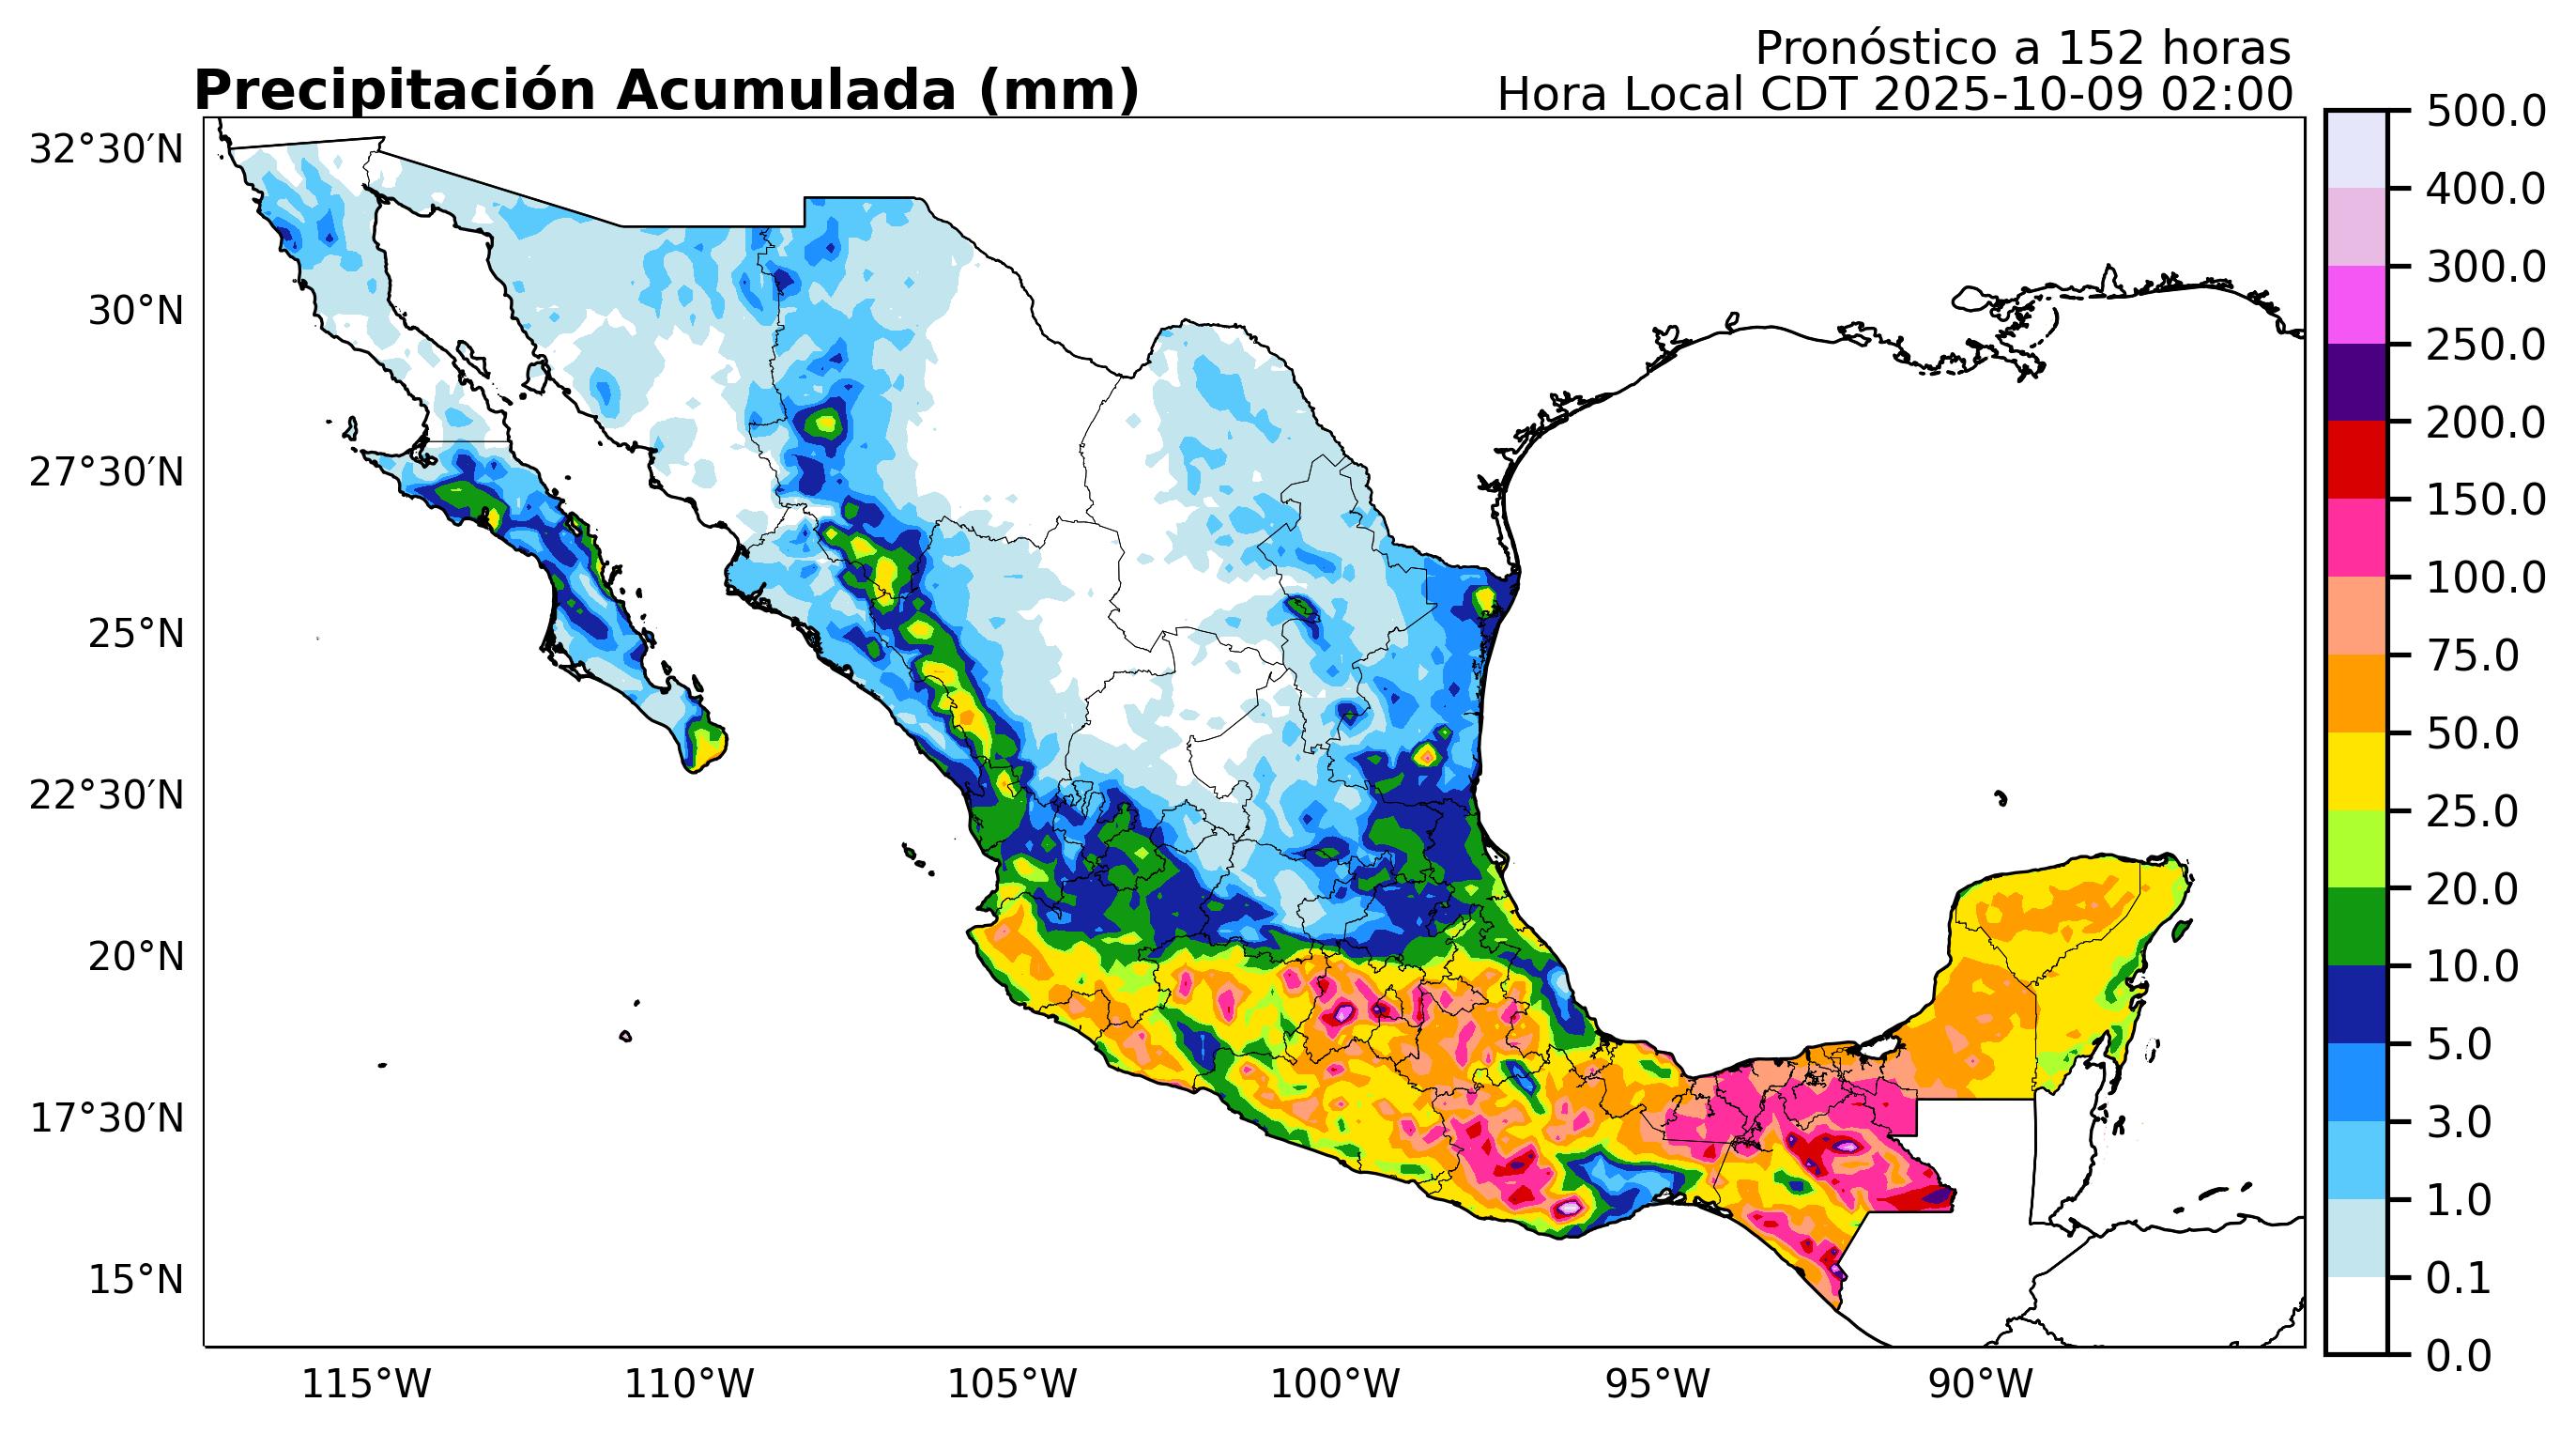 Pronóstico a 152 horas
Precipitación Acumulada (mm)
Hora Local CDT 2025-10-09 02:00
32°30′N
30°N
27°30′N
25°N
22°30′N
20°N
17°30′N
15°N
115°W
110°W
105°W
100°W
95°W
90°W
500.0
400.0
300.0
250.0
200.0
150.0
100.0
75.0
50.0
25.0
20.0
10.0
5.0
3.0
1.0
0.1
0.0